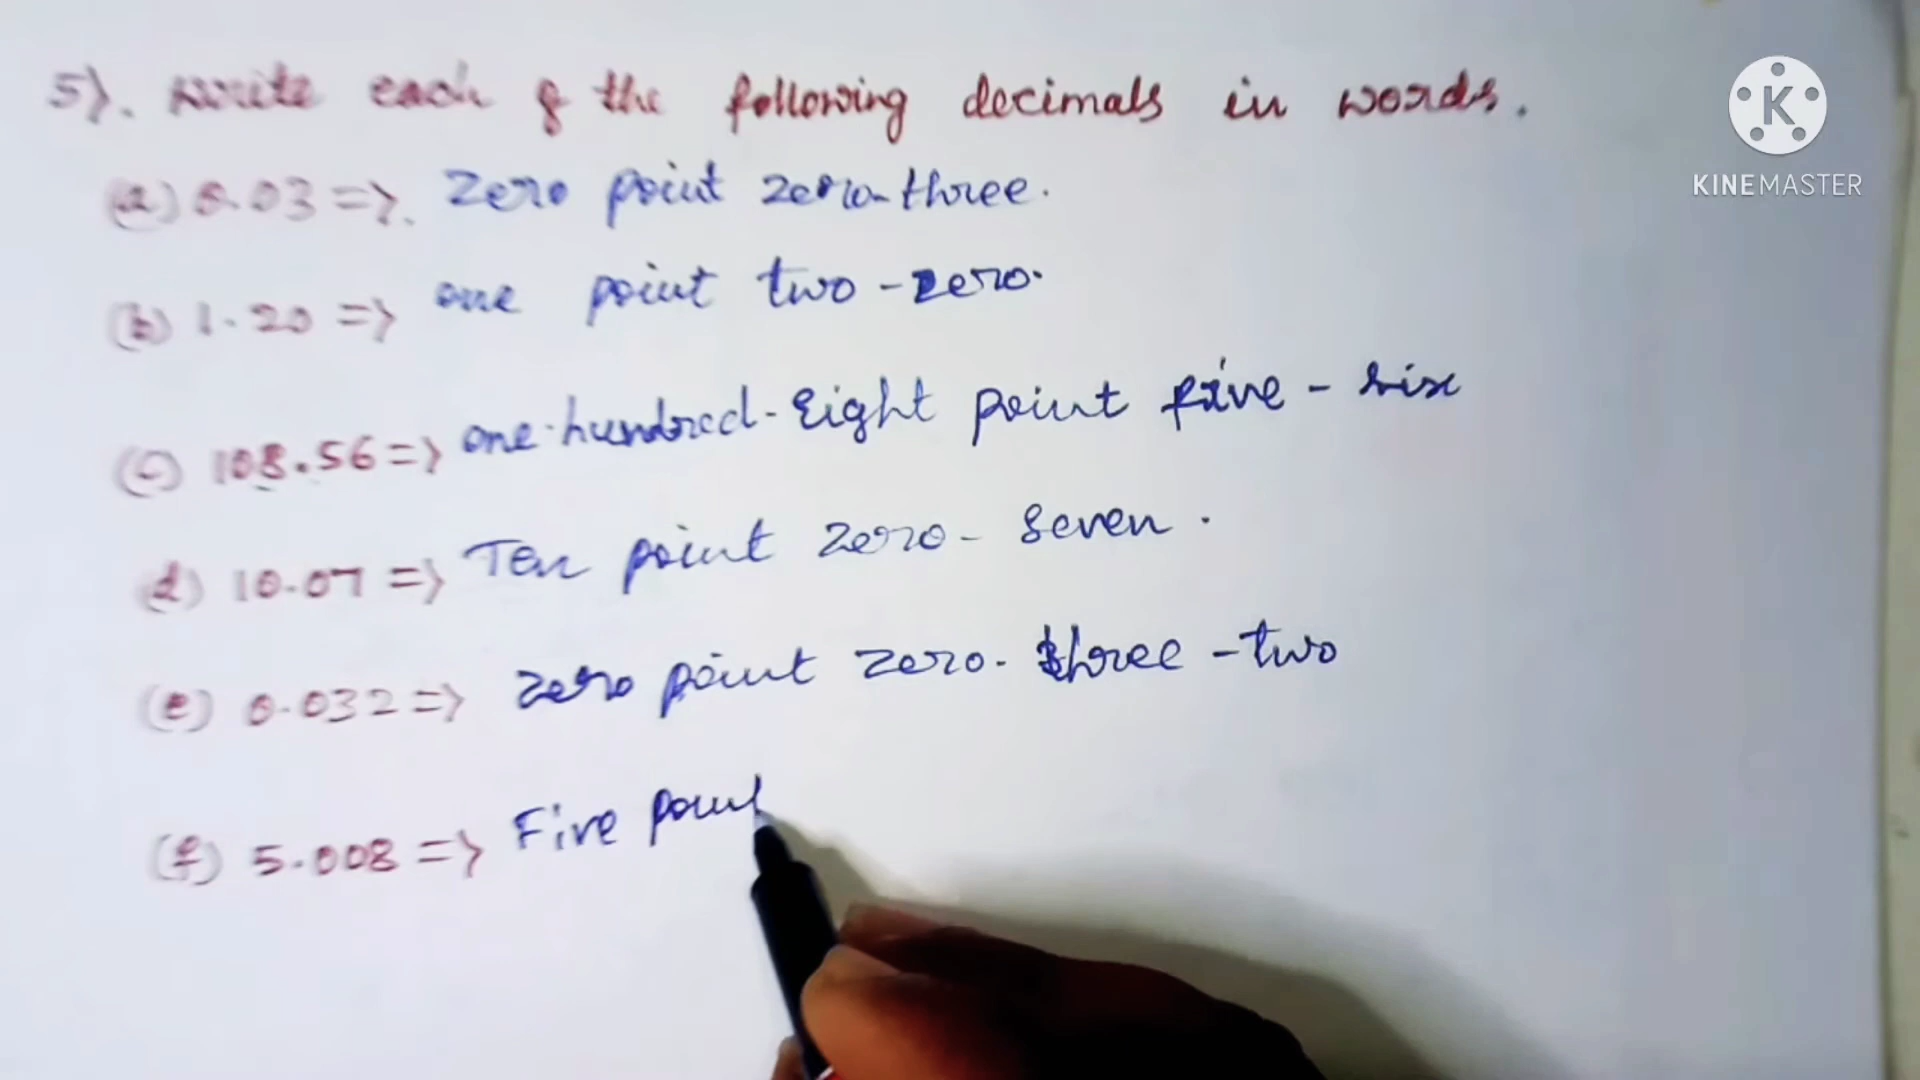 5). write each of the following decimals in words.
K
KINEMASTER
(a) 0.03 =>. Zero point zero-three.
(b) 1.20 => one point two - zero.
(c) 108.56 => one-hundred-Eight point five - six
d) 10.07 => Ten point zero - seven.
(e) 0.032 => zero point zero-three-two
(f) 5.008 => Five point